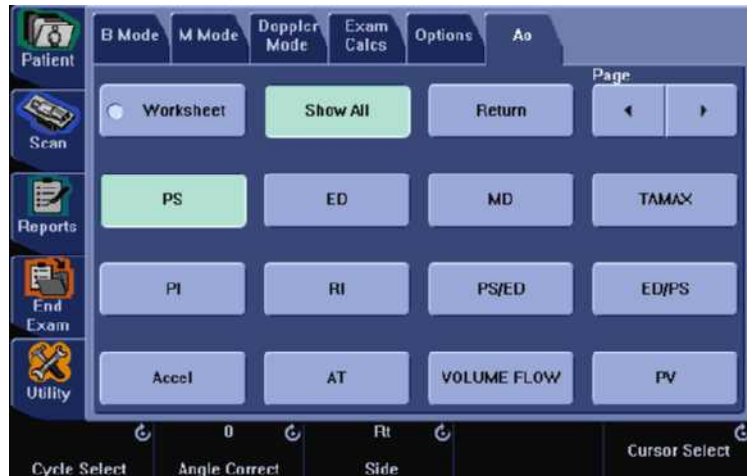 Patient
Scan
Reports
End
Exam
Utility
B Mode
M Mode
Doppler
Mode
Exam
Calcs
Options
Ao
Page
Worksheet
Show All
Return
PS
ED
MD
TAMAX
PI
RI
PS/ED
ED/PS
Accel
AT
VOLUME FLOW
PV
Cycle Select
0
Angle Correct
Rt
Side
Cursor Select